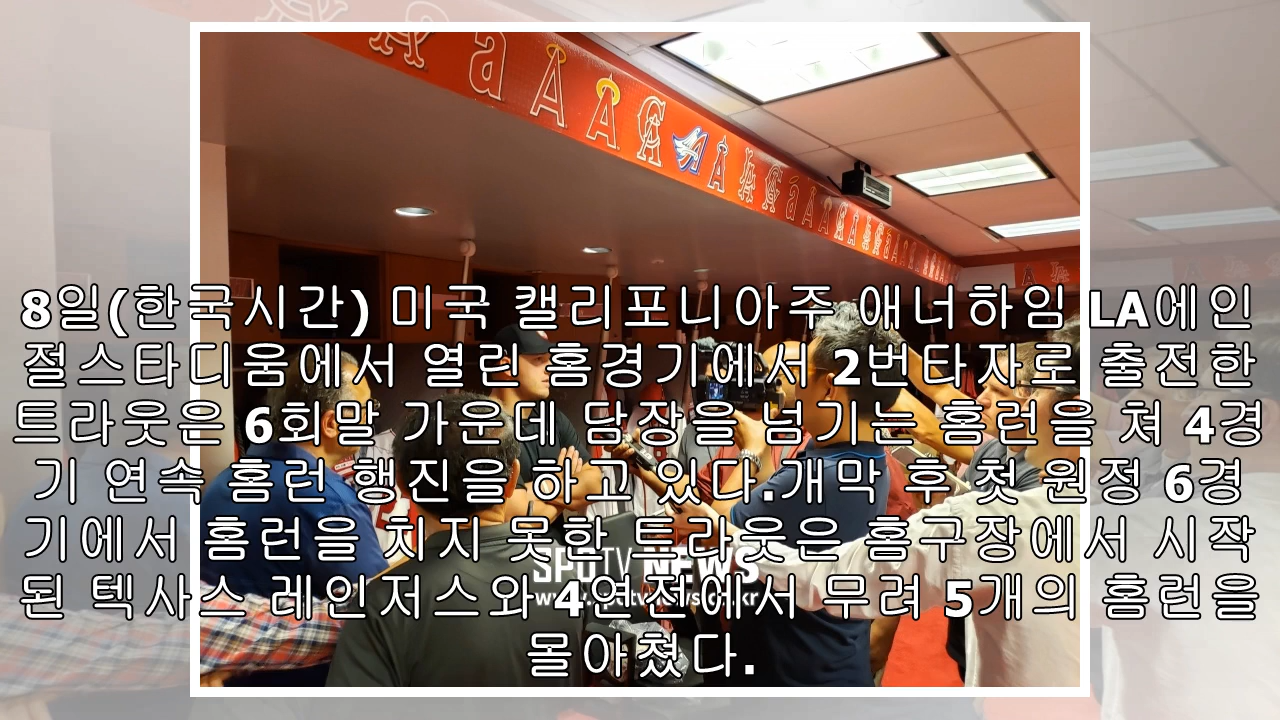 8일(한국시간) 미국 캘리포니아주 애너하임 LA에인
절스타디움에서 열린 홈경기에서 2번타자로 출전한
트라웃은 6회말 가운데 담장을 넘기는 홈런을 쳐 4경
기 연속 홈런 행진을 하고 있다.개막 후 첫 원정 6경
기에서 홈런을 치지 못한 트라웃은 홈구장에서 시작
된 텍사스 레인저스와 4연전에서 무려 5개의 홈런을
몰아쳤다.
SPOTV NEWS